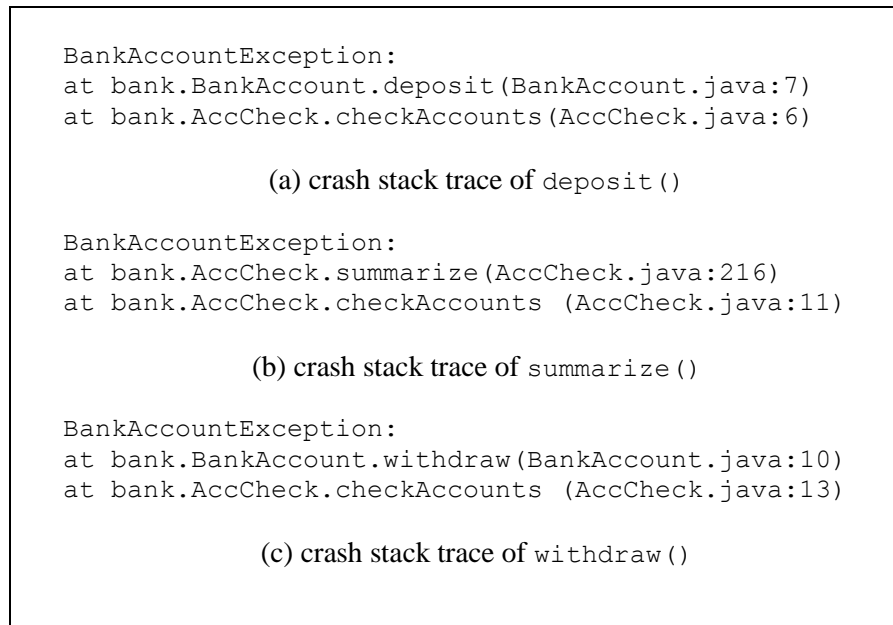 BankAccountException:
at bank.BankAccount.deposit(BankAccount.java:7)
at bank.AccCheck.checkAccounts(AccCheck.java:6)
(a) crash stack trace of deposit()
BankAccountException:
at bank.AccCheck.summarize(AccCheck.java:216)
at bank.AccCheck.checkAccounts (AccCheck.java:11)
(b) crash stack trace of summarize()
BankAccountException:
at bank.BankAccount.withdraw(BankAccount.java:10)
at bank.AccCheck.checkAccounts (AccCheck.java:13)
(c) crash stack trace of withdraw()